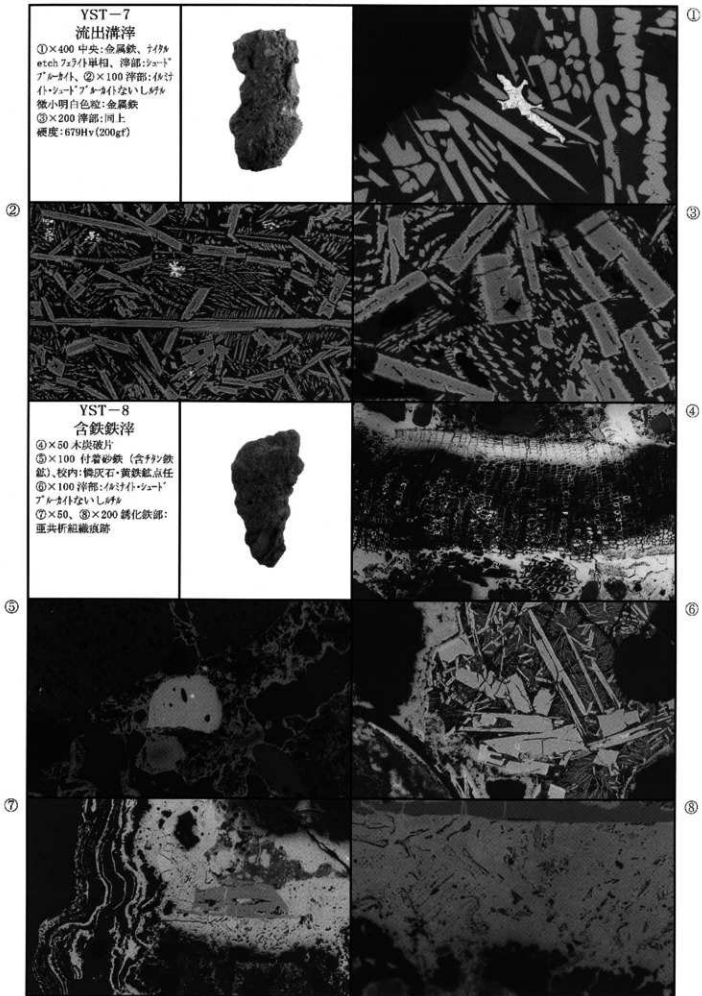 YST-7
流出溝滓
①×400 中央:金属鉄、ナイタル
etch フェライト単相、滓部:シュード
ブルーカイト、②×100 滓部:イルミナ
イト・シュードブルーカイトないしルチル
微小明白色粒:金属鉄
③×200 滓部:同上
硬度:679Hv(200gf)
①
②
③
YST-8
含鉄鉄滓
④×50 木炭破片
⑤×100 付着砂鉄（含チタン鉄
鉱)、校内:燐灰石・黄鉄鉱点任
⑥×100 滓部:イルミナイト・シュード
ブルーカイトないしルチル
⑦×50、⑧×200 銹化鉄部:
亜共析組織痕跡
④
⑤
⑥
⑦
⑧